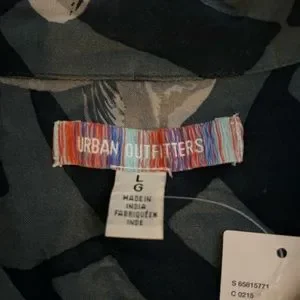 URBAN OUTFITTERS
L
G
MADE IN
INDIA
FABRIQUÉ EN
INDE
S 65815771
C 0215